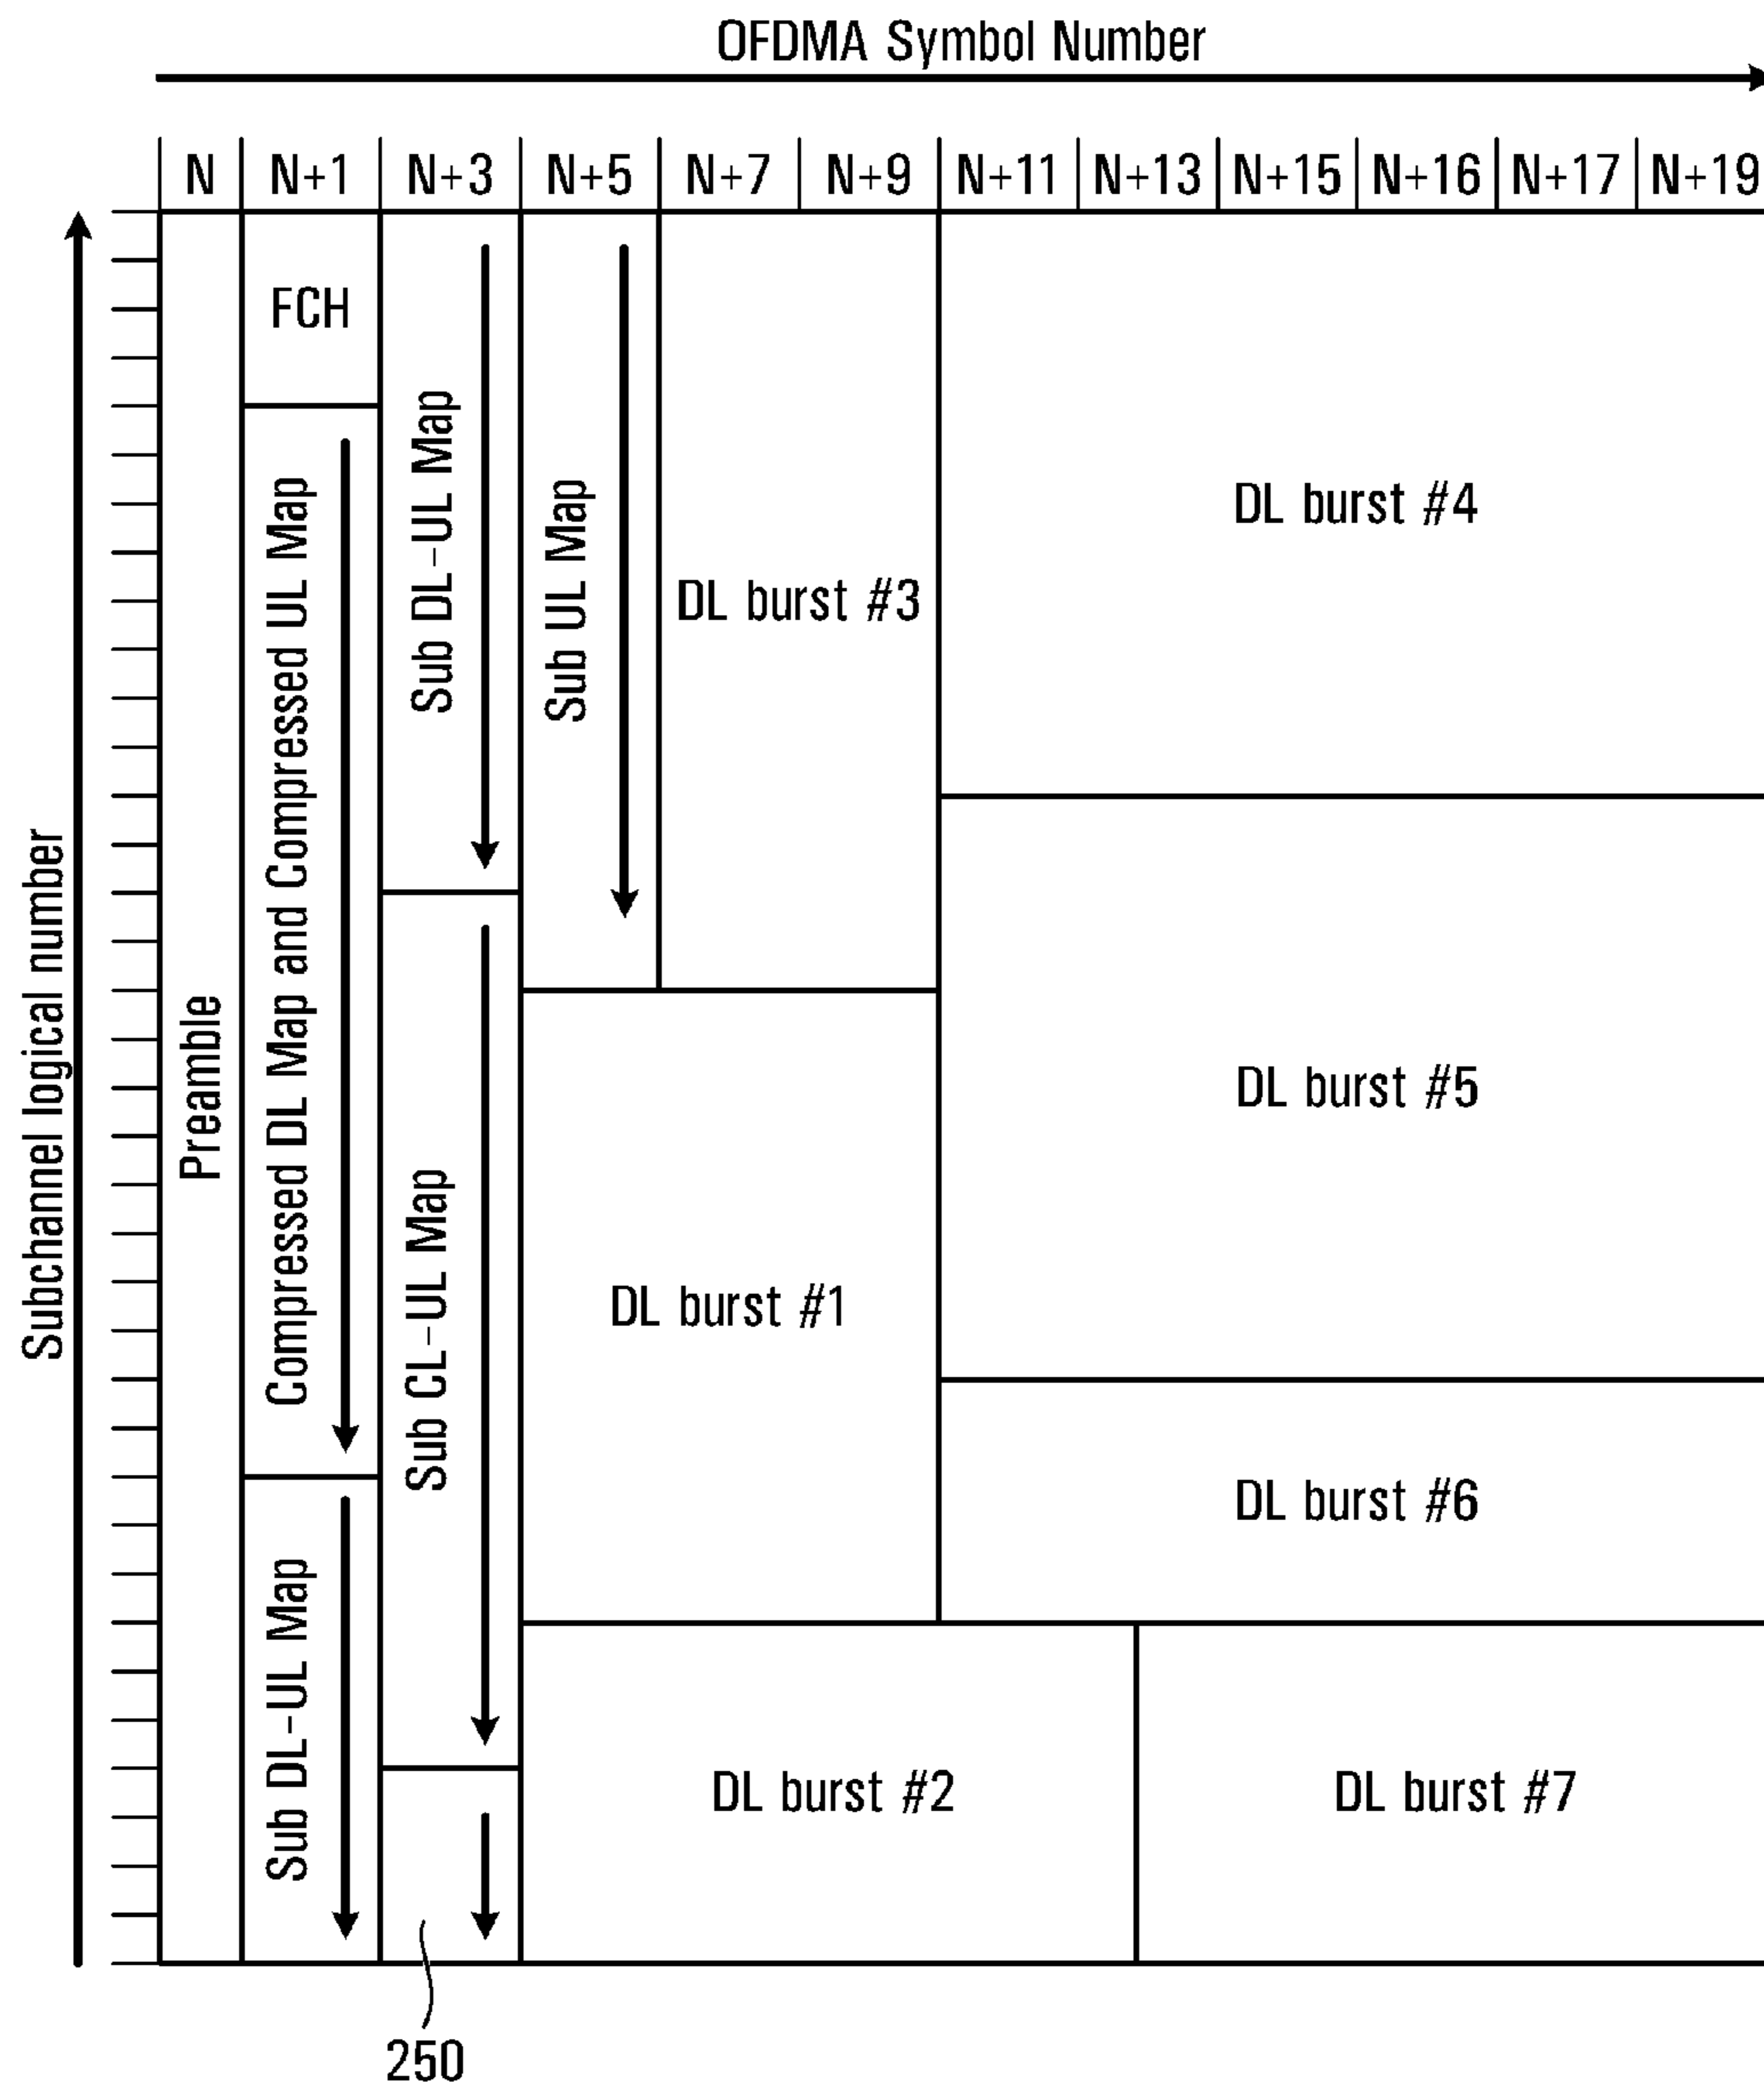 OFDMA Symbol Number
N N+1 N+3 N+5 N+7 N+9 N+11 N+13 N+15 N+16 N+17 N+19
Subchannel logical number
Preamble
FCH
Compressed DL Map and Compressed UL Map
Sub DL-UL Map
Sub DL-UL Map
Sub CL-UL Map
250
Sub UL Map
DL burst #3
DL burst #1
DL burst #2
DL burst #4
DL burst #5
DL burst #6
DL burst #7